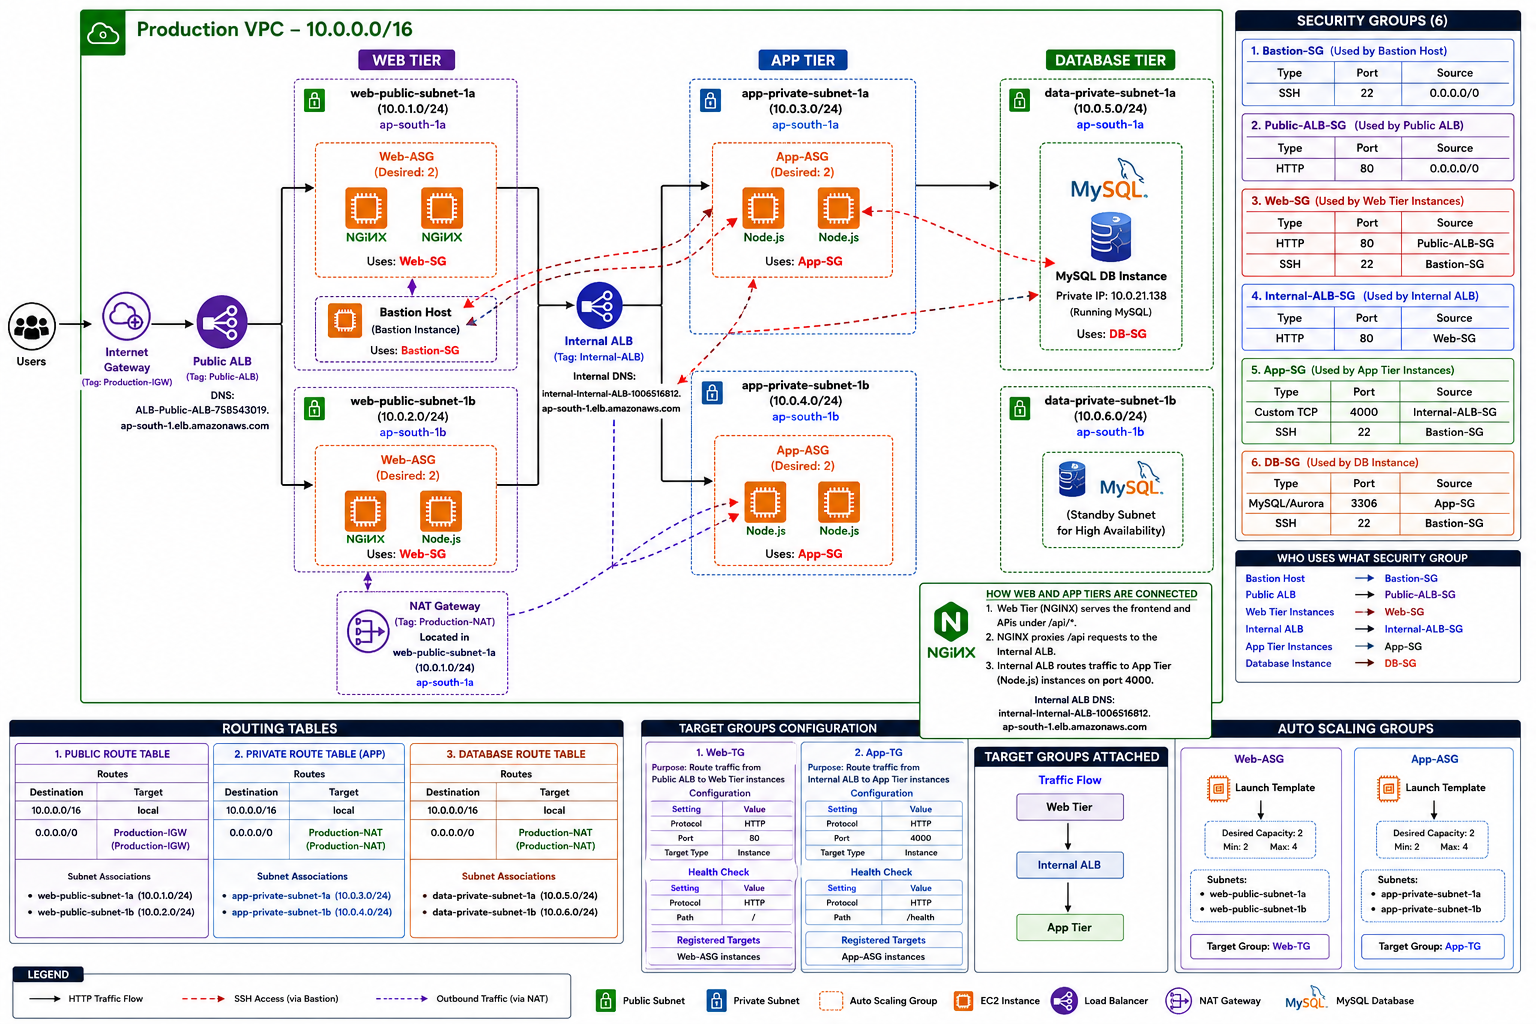 Production VPC – 10.0.0.0/16
WEB TIER
APP TIER
DATABASE TIER
Users
Internet
Gateway
(Tag: Production-IGW)
Public ALB
(Tag: Public-ALB)
DNS:
ALB-Public-ALB-758543019.
ap-south-1.elb.amazonaws.com
web-public-subnet-1a
(10.0.1.0/24)
ap-south-1a
Web-ASG
(Desired: 2)
NGiNX
NGiNX
Uses: Web-SG
Bastion Host
(Bastion Instance)
Uses: Bastion-SG
web-public-subnet-1b
(10.0.2.0/24)
ap-south-1b
Web-ASG
(Desired: 2)
NGiNX
Node.js
Uses: Web-SG
NAT Gateway
(Tag: Production-NAT)
Located in
web-public-subnet-1a
(10.0.1.0/24)
ap-south-1a
Internal ALB
(Tag: Internal-ALB)
Internal DNS:
internal-Internal-ALB-1006516812.
ap-south-1.elb.amazonaws.com
app-private-subnet-1a
(10.0.3.0/24)
ap-south-1a
App-ASG
(Desired: 2)
Node.js
Node.js
Uses: App-SG
app-private-subnet-1b
(10.0.4.0/24)
ap-south-1b
App-ASG
(Desired: 2)
Node.js
Node.js
Uses: App-SG
data-private-subnet-1a
(10.0.5.0/24)
ap-south-1a
MySQL
MySQL DB Instance
Private IP: 10.0.21.138
(Running MySQL)
Uses: DB-SG
data-private-subnet-1b
(10.0.6.0/24)
ap-south-1b
MySQL
(Standby Subnet
for High Availability)
NGiNX
HOW WEB AND APP TIERS ARE CONNECTED
1. Web Tier (NGINX) serves the frontend and
APIs under /api/*.
2. NGINX proxies /api requests to the
Internal ALB.
3. Internal ALB routes traffic to App Tier
(Node.js) instances on port 4000.
Internal ALB DNS:
internal-Internal-ALB-1006516812.
ap-south-1.elb.amazonaws.com
SECURITY GROUPS (6)
1. Bastion-SG (Used by Bastion Host)
Type Port Source
SSH 22 0.0.0.0/0
2. Public-ALB-SG (Used by Public ALB)
Type Port Source
HTTP 80 0.0.0.0/0
3. Web-SG (Used by Web Tier Instances)
Type Port Source
HTTP 80 Public-ALB-SG
SSH 22 Bastion-SG
4. Internal-ALB-SG (Used by Internal ALB)
Type Port Source
HTTP 80 Web-SG
5. App-SG (Used by App Tier Instances)
Type Port Source
Custom TCP 4000 Internal-ALB-SG
SSH 22 Bastion-SG
6. DB-SG (Used by DB Instance)
Type Port Source
MySQL/Aurora 3306 App-SG
SSH 22 Bastion-SG
WHO USES WHAT SECURITY GROUP
Bastion Host Bastion-SG
Public ALB Public-ALB-SG
Web Tier Instances Web-SG
Internal ALB Internal-ALB-SG
App Tier Instances App-SG
Database Instance DB-SG
ROUTING TABLES
1. PUBLIC ROUTE TABLE
Routes
Destination Target
10.0.0.0/16 local
0.0.0.0/0 Production-IGW
(Production-IGW)
Subnet Associations
• web-public-subnet-1a (10.0.1.0/24)
• web-public-subnet-1b (10.0.2.0/24)
2. PRIVATE ROUTE TABLE (APP)
Routes
Destination Target
10.0.0.0/16 local
0.0.0.0/0 Production-NAT
(Production-NAT)
Subnet Associations
• app-private-subnet-1a (10.0.3.0/24)
• app-private-subnet-1b (10.0.4.0/24)
3. DATABASE ROUTE TABLE
Routes
Destination Target
10.0.0.0/16 local
0.0.0.0/0 Production-NAT
(Production-NAT)
Subnet Associations
• data-private-subnet-1a (10.0.5.0/24)
• data-private-subnet-1b (10.0.6.0/24)
TARGET GROUPS CONFIGURATION
1. Web-TG
Purpose: Route traffic from
Public ALB to Web Tier instances
Configuration
Setting Value
Protocol HTTP
Port 80
Target Type Instance
Health Check
Setting Value
Protocol HTTP
Path /
Registered Targets
Web-ASG instances
2. App-TG
Purpose: Route traffic from
Internal ALB to App Tier instances
Configuration
Setting Value
Protocol HTTP
Port 4000
Target Type Instance
Health Check
Setting Value
Protocol HTTP
Path /health
Registered Targets
App-ASG instances
TARGET GROUPS ATTACHED
Traffic Flow
Web Tier
Internal ALB
App Tier
AUTO SCALING GROUPS
Web-ASG
Launch Template
Desired Capacity: 2
Min: 2 Max: 4
Subnets:
• web-public-subnet-1a
• web-public-subnet-1b
Target Group: Web-TG
App-ASG
Launch Template
Desired Capacity: 2
Min: 2 Max: 4
Subnets:
• app-private-subnet-1a
• app-private-subnet-1b
Target Group: App-TG
LEGEND
HTTP Traffic Flow
SSH Access (via Bastion)
Outbound Traffic (via NAT)
Public Subnet
Private Subnet
Auto Scaling Group
EC2 Instance
Load Balancer
NAT Gateway
MySQL
MySQL Database